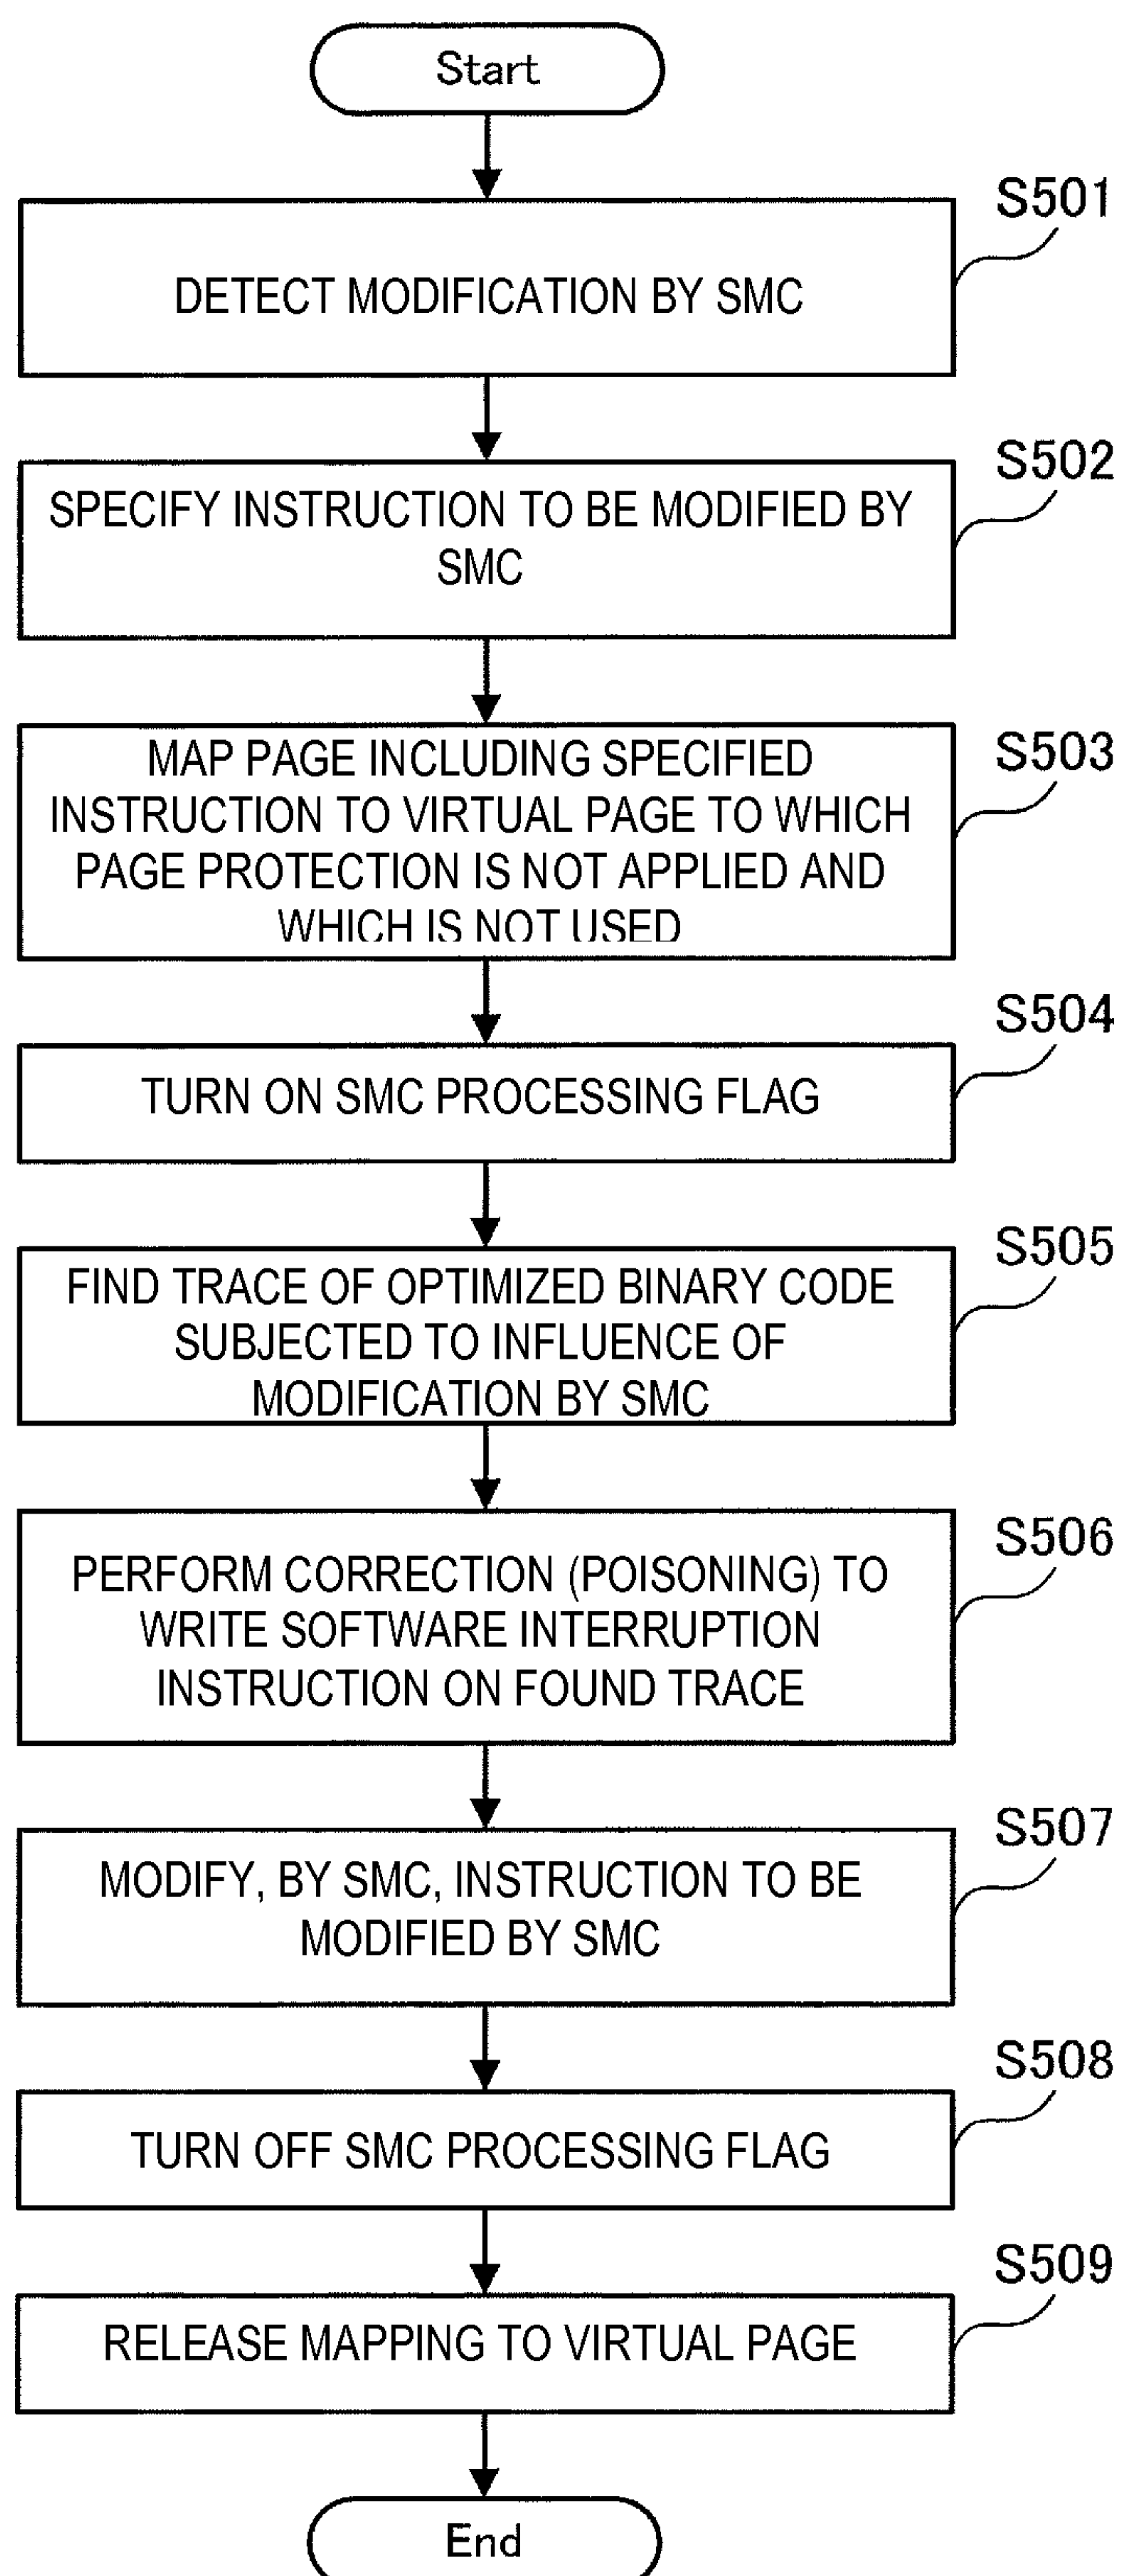 Start
S501
DETECT MODIFICATION BY SMC
S502
SPECIFY INSTRUCTION TO BE MODIFIED BY
SMC
S503
MAP PAGE INCLUDING SPECIFIED
INSTRUCTION TO VIRTUAL PAGE TO WHICH
PAGE PROTECTION IS NOT APPLIED AND
WHICH IS NOT USED
S504
TURN ON SMC PROCESSING FLAG
S505
FIND TRACE OF OPTIMIZED BINARY CODE
SUBJECTED TO INFLUENCE OF
MODIFICATION BY SMC
S506
PERFORM CORRECTION (POISONING) TO
WRITE SOFTWARE INTERRUPTION
INSTRUCTION ON FOUND TRACE
S507
MODIFY, BY SMC, INSTRUCTION TO BE
MODIFIED BY SMC
S508
TURN OFF SMC PROCESSING FLAG
S509
RELEASE MAPPING TO VIRTUAL PAGE
End